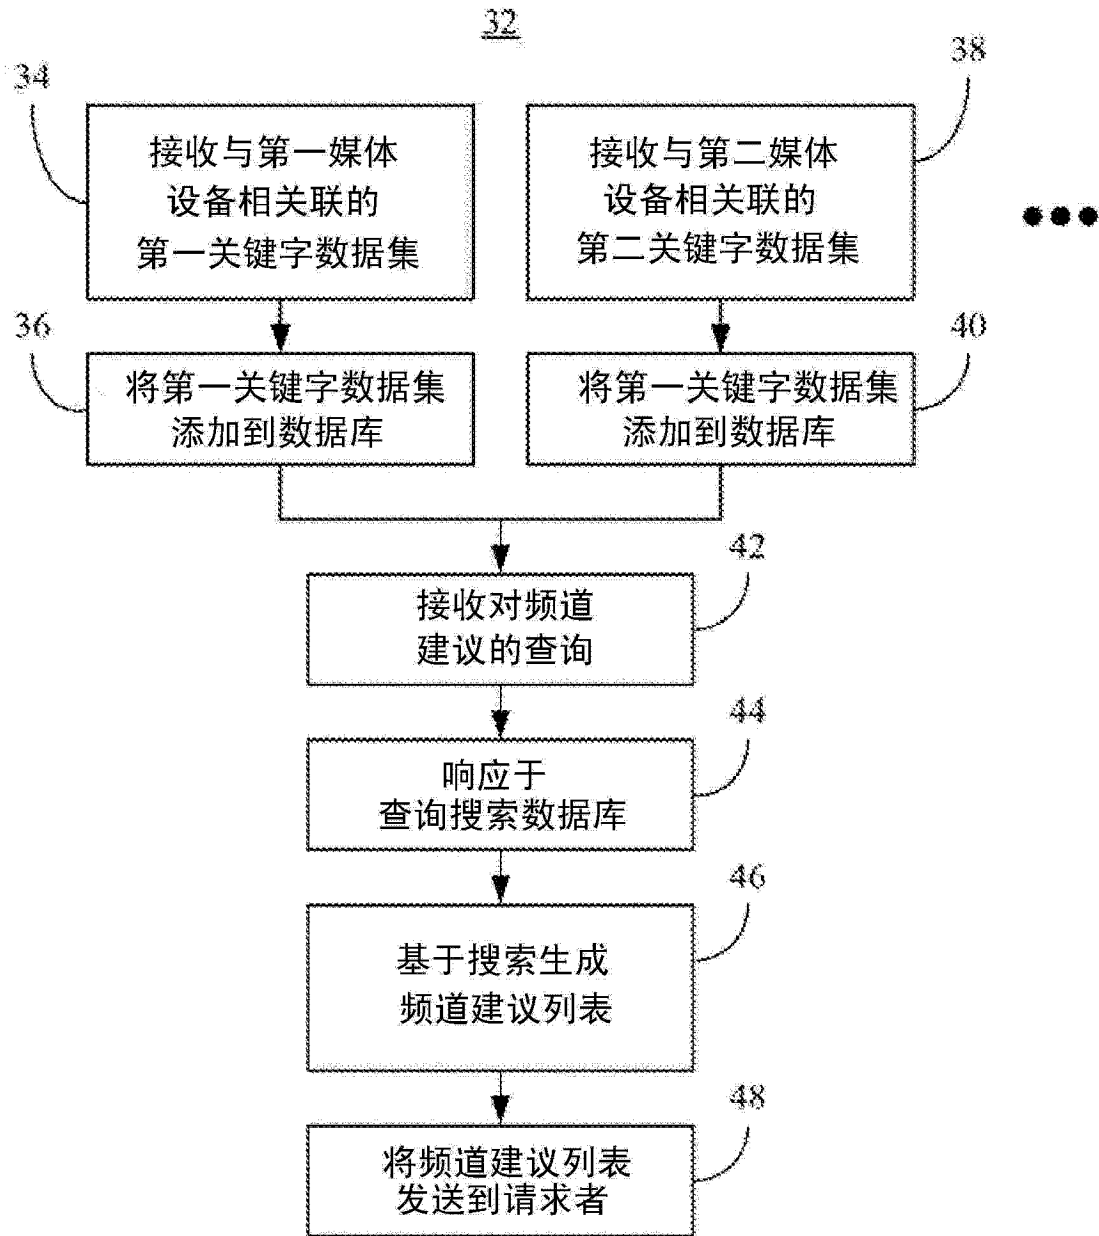 32
34
接收与第一媒体
设备相关联的
第一关键字数据集
38
接收与第二媒体
设备相关联的
第二关键字数据集
36
将第一关键字数据集
添加到数据库
40
将第一关键字数据集
添加到数据库
42
接收对频道
建议的查询
44
响应于
查询搜索数据库
46
基于搜索生成
频道建议列表
48
将频道建议列表
发送到请求者